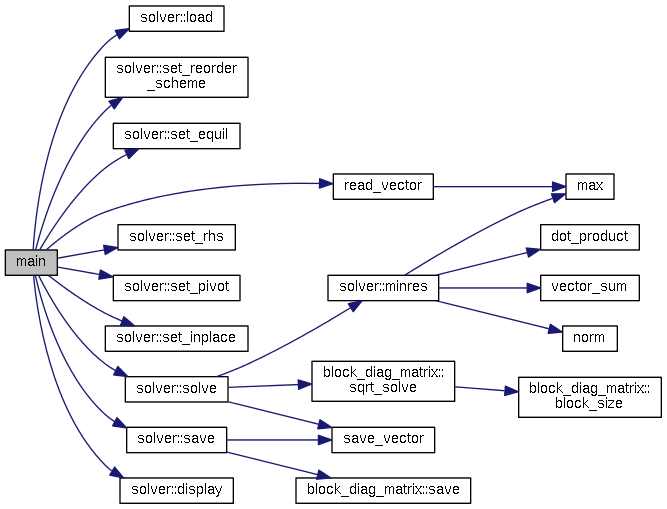 solver::load
solver::set_reorder
_scheme
solver::set_equil
read_vector
max
main
solver::set_rhs
dot_product
solver::set_pivot
solver::minres
vector_sum
solver::set_inplace
norm
solver::solve
block_diag_matrix::
sqrt_solve
block_diag_matrix::
block_size
solver::save
save_vector
solver::display
block_diag_matrix::save